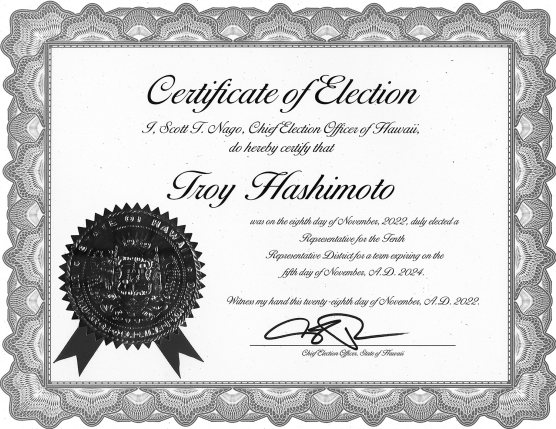 Certificate of Election
I, Scott T. Nago, Chief Election Officer of Hawaii,
do hereby certify that
Troy Hashimoto
was on the eighth day of November, 2022, duly elected a
Representative for the Tenth
Representative District for a term expiring on the
fifth day of November, A.D. 2024.
Witness my hand this twenty-eighth day of November, A.D. 2022.
Chief Election Officer, State of Hawaii